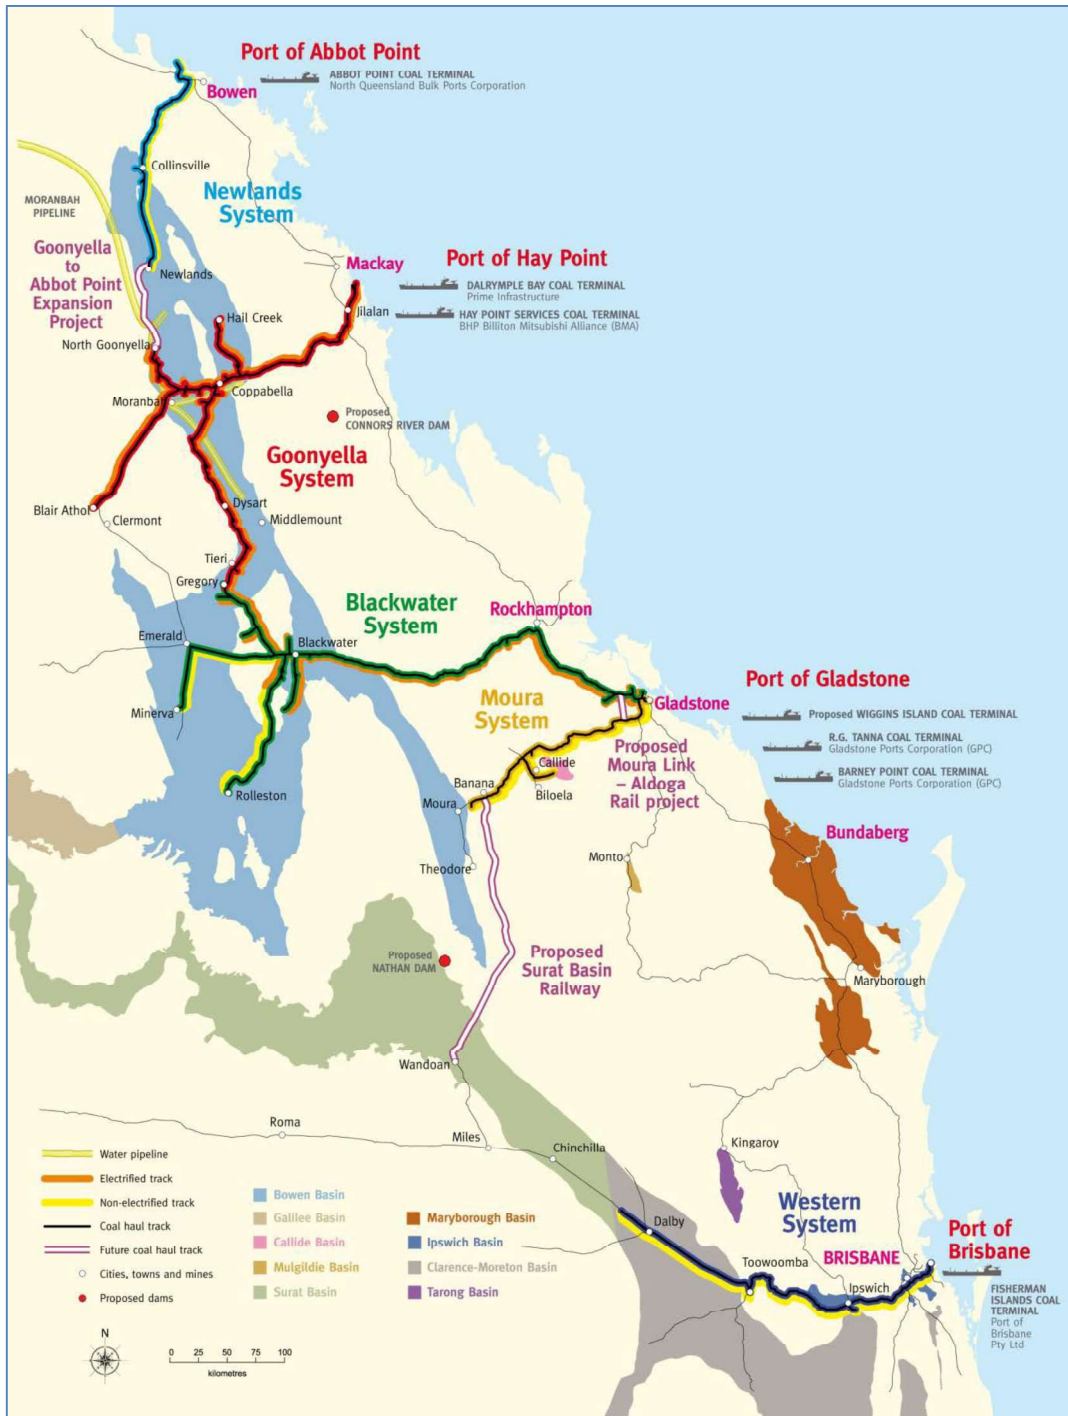 Port of Abbot Point
ABBOT POINT COAL TERMINAL
North Queensland Bulk Ports Corporation
Bowen
Collinsville
Newlands
System
MORANBAH
PIPELINE
Goonyella
to
Abbot Point
Expansion
Project
Newlands
Mackay
Port of Hay Point
DALRYMPLE BAY COAL TERMINAL
Prime Infrastructure
HAY POINT SERVICES COAL TERMINAL
BHP Billiton Mitsubishi Alliance (BMA)
Jilalan
Hail Creek
North Goonyella
Coppabella
Moranbah
Proposed
CONNORS RIVER DAM
Goonyella
System
Blair Athol
Clermont
Dysart
Middlemount
Tieri
Gregory
Blackwater
System
Rockhampton
Emerald
Blackwater
Minerva
Rolleston
Moura
System
Gladstone
Port of Gladstone
Proposed WIGGINS ISLAND COAL TERMINAL
R.G. TANNA COAL TERMINAL
Gladstone Ports Corporation (GPC)
BARNEY POINT COAL TERMINAL
Gladstone Ports Corporation (GPC)
Proposed
Moura Link
– Aldoga
Rail project
Callide
Banana
Biloela
Moura
Theodore
Monto
Bundaberg
Proposed
NATHAN DAM
Proposed
Surat Basin
Railway
Maryborough
Wandoan
Roma
Miles
Chinchilla
Kingaroy
Western
System
Dalby
Toowoomba
BRISBANE
Ipswich
Port of
Brisbane
FISHERMAN
ISLANDS COAL
TERMINAL
Port of
Brisbane
Pty Ltd
Water pipeline
Electrified track
Non-electrified track
Coal haul track
Future coal haul track
Cities, towns and mines
Proposed dams
Bowen Basin
Galilee Basin
Callide Basin
Mulgildie Basin
Surat Basin
Maryborough Basin
Ipswich Basin
Clarence-Moreton Basin
Tarong Basin
N
0 25 50 75 100
kilometres